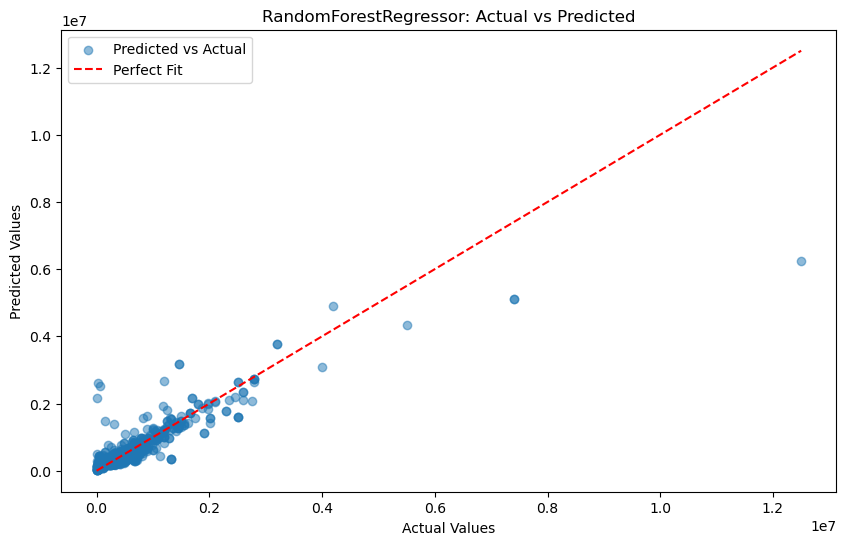 RandomForestRegressor: Actual vs Predicted
1e7
Predicted vs Actual
Perfect Fit
1.2
1.0
0.8
0.6
0.4
0.2
0.0
Predicted Values
0.0 0.2 0.4 0.6 0.8 1.0 1.2
1e7
Actual Values